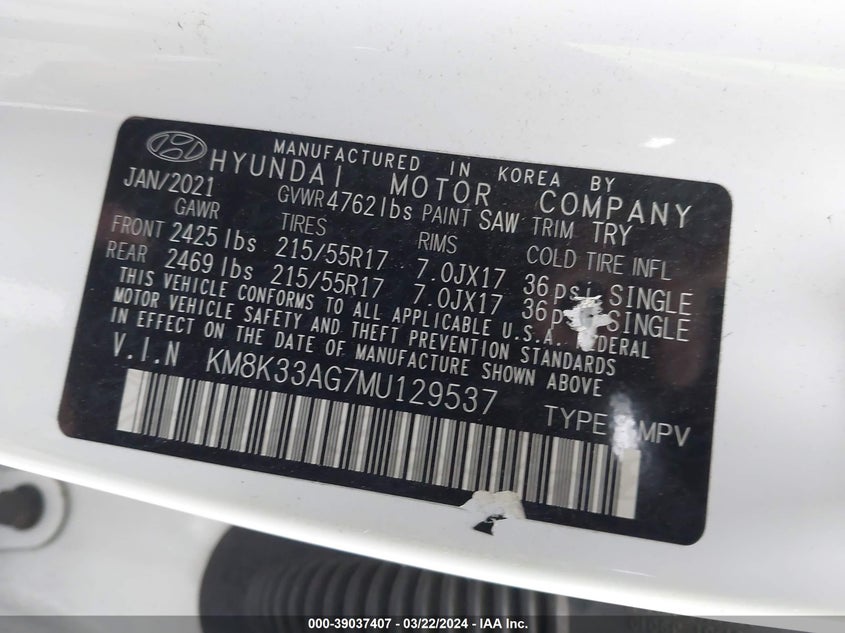 MANUFACTURED IN KOREA BY
HYUNDAI MOTOR COMPANY
JAN/2021 GVWR 4762 lbs PAINT SAW TRIM TRY
GAWR TIRES RIMS COLD TIRE INFL
FRONT 2425 lbs 215/55R17 7.0JX17 36 psi, SINGLE
REAR 2469 lbs 215/55R17 7.0JX17 36 SINGLE
THIS VEHICLE CONFORMS TO ALL APPLICABLE U.S.A. FEDERAL
MOTOR VEHICLE SAFETY AND THEFT PREVENTION STANDARDS
IN EFFECT ON THE DATE OF MANUFACTURE SHOWN ABOVE
V.I.N KM8K33AG7MU129537 TYPE MPV
000-39037407 - 03/22/2024 - IAA Inc.